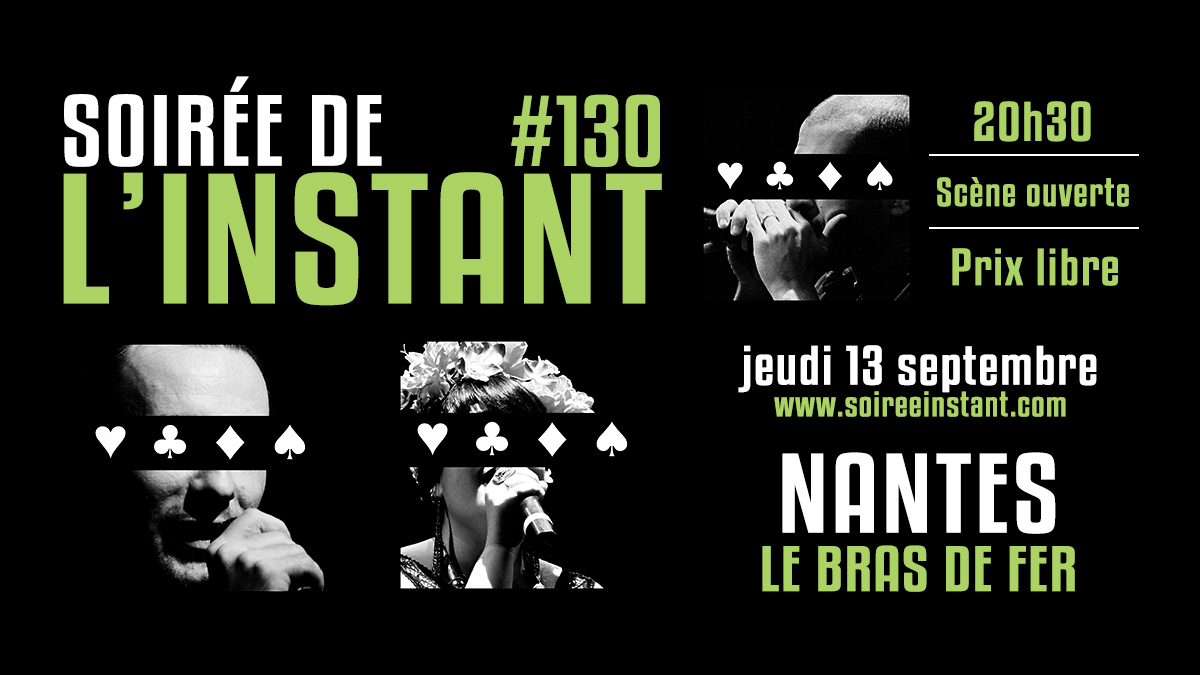 SOIRÉE DE #130
L'INSTANT
20h30
Scène ouverte
Prix libre
jeudi 13 septembre
www.soireeinstant.com
NANTES
LE BRAS DE FER